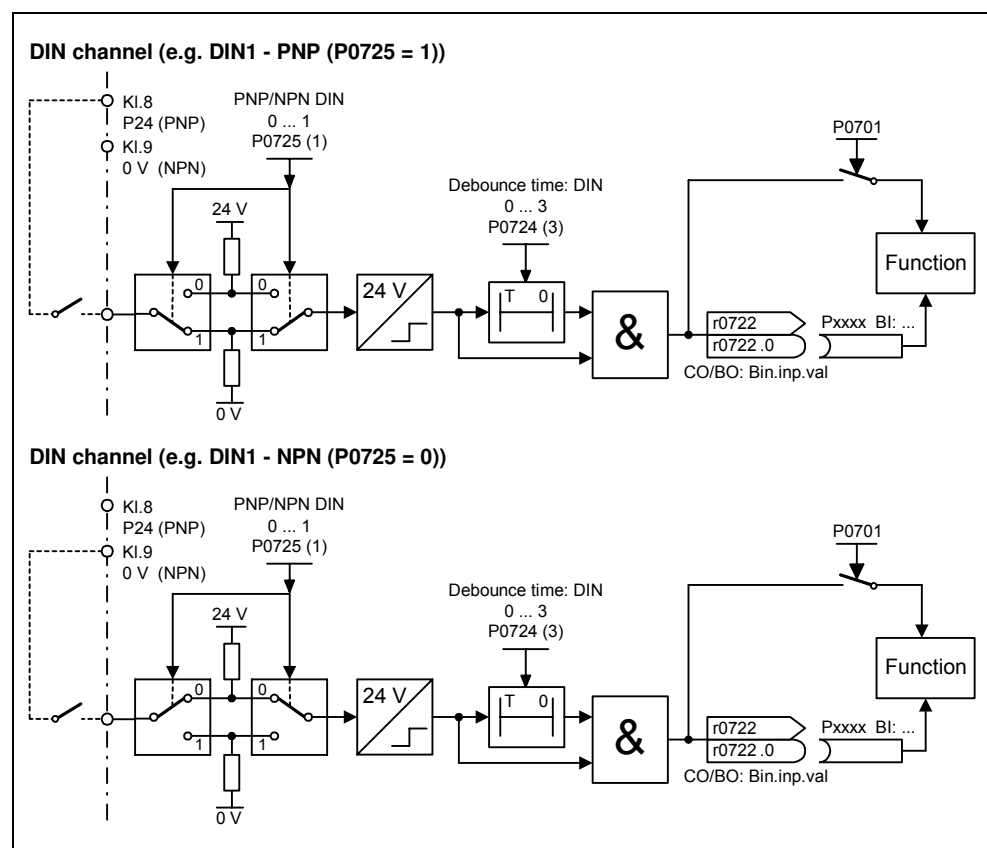 DIN channel (e.g. DIN1 - PNP (P0725 = 1))
Kl.8
P24 (PNP)
Kl.9
0 V (NPN)
PNP/NPN DIN
0 ... 1
P0725 (1)
24 V
0
1
0
1
0 V
24 V
Debounce time: DIN
0 ... 3
P0724 (3)
T 0
&
P0701
Function
r0722
r0722 .0
CO/BO: Bin.inp.val
Pxxxx BI: ...
DIN channel (e.g. DIN1 - NPN (P0725 = 0))
Kl.8
P24 (PNP)
Kl.9
0 V (NPN)
PNP/NPN DIN
0 ... 1
P0725 (1)
24 V
0
1
0
1
0 V
24 V
Debounce time: DIN
0 ... 3
P0724 (3)
T 0
&
P0701
Function
r0722
r0722 .0
CO/BO: Bin.inp.val
Pxxxx BI: ...